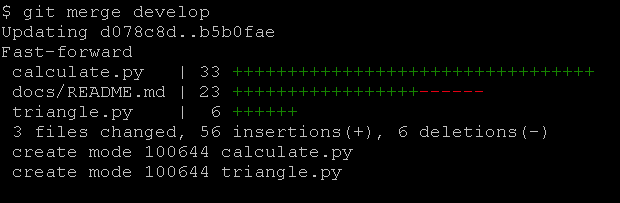 $ git merge develop
Updating d078c8d..b5b0fae
Fast-forward
 calculate.py   | 33 +++++++++++++++++++++++++++++++++
 docs/README.md | 23 +++++++++++++++++------
 triangle.py    |  6 ++++++
 3 files changed, 56 insertions(+), 6 deletions(-)
 create mode 100644 calculate.py
 create mode 100644 triangle.py